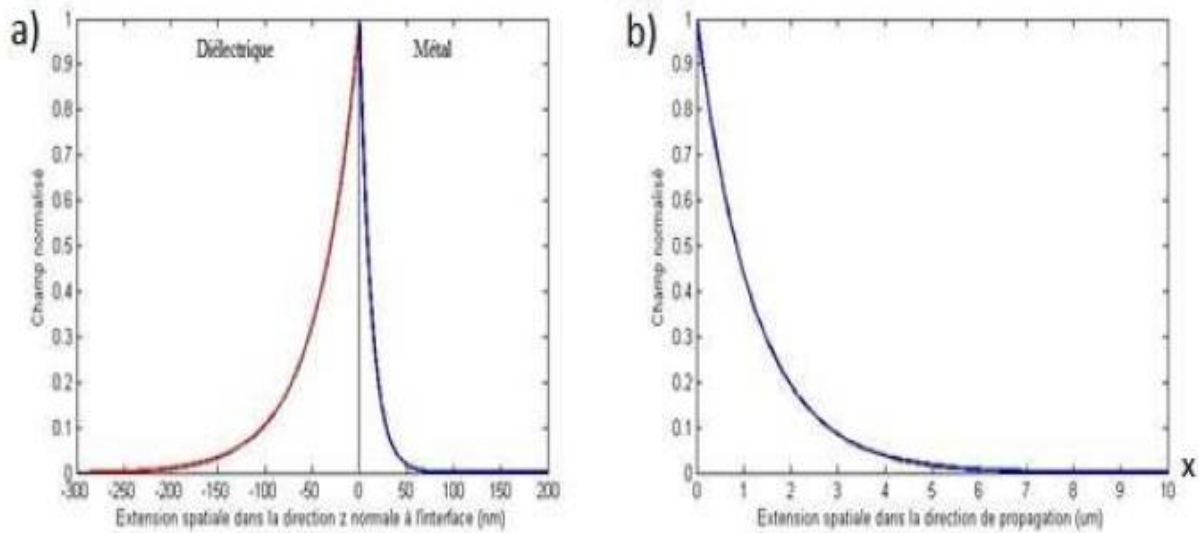 a)
Diélectrique
Métal
Champ normalisé
1
0.9
0.8
0.7
0.6
0.5
0.4
0.3
0.2
0.1
0
-300 -250 -200 -150 -100 -50 0 50 100 150 200
Extension spatiale dans la direction z normale à l'interface (nm)
b)
Champ normalisé
1
0.9
0.8
0.7
0.6
0.5
0.4
0.3
0.2
0.1
0
0 1 2 3 4 5 6 7 8 9 10
x
Extension spatiale dans la direction de propagation (um)